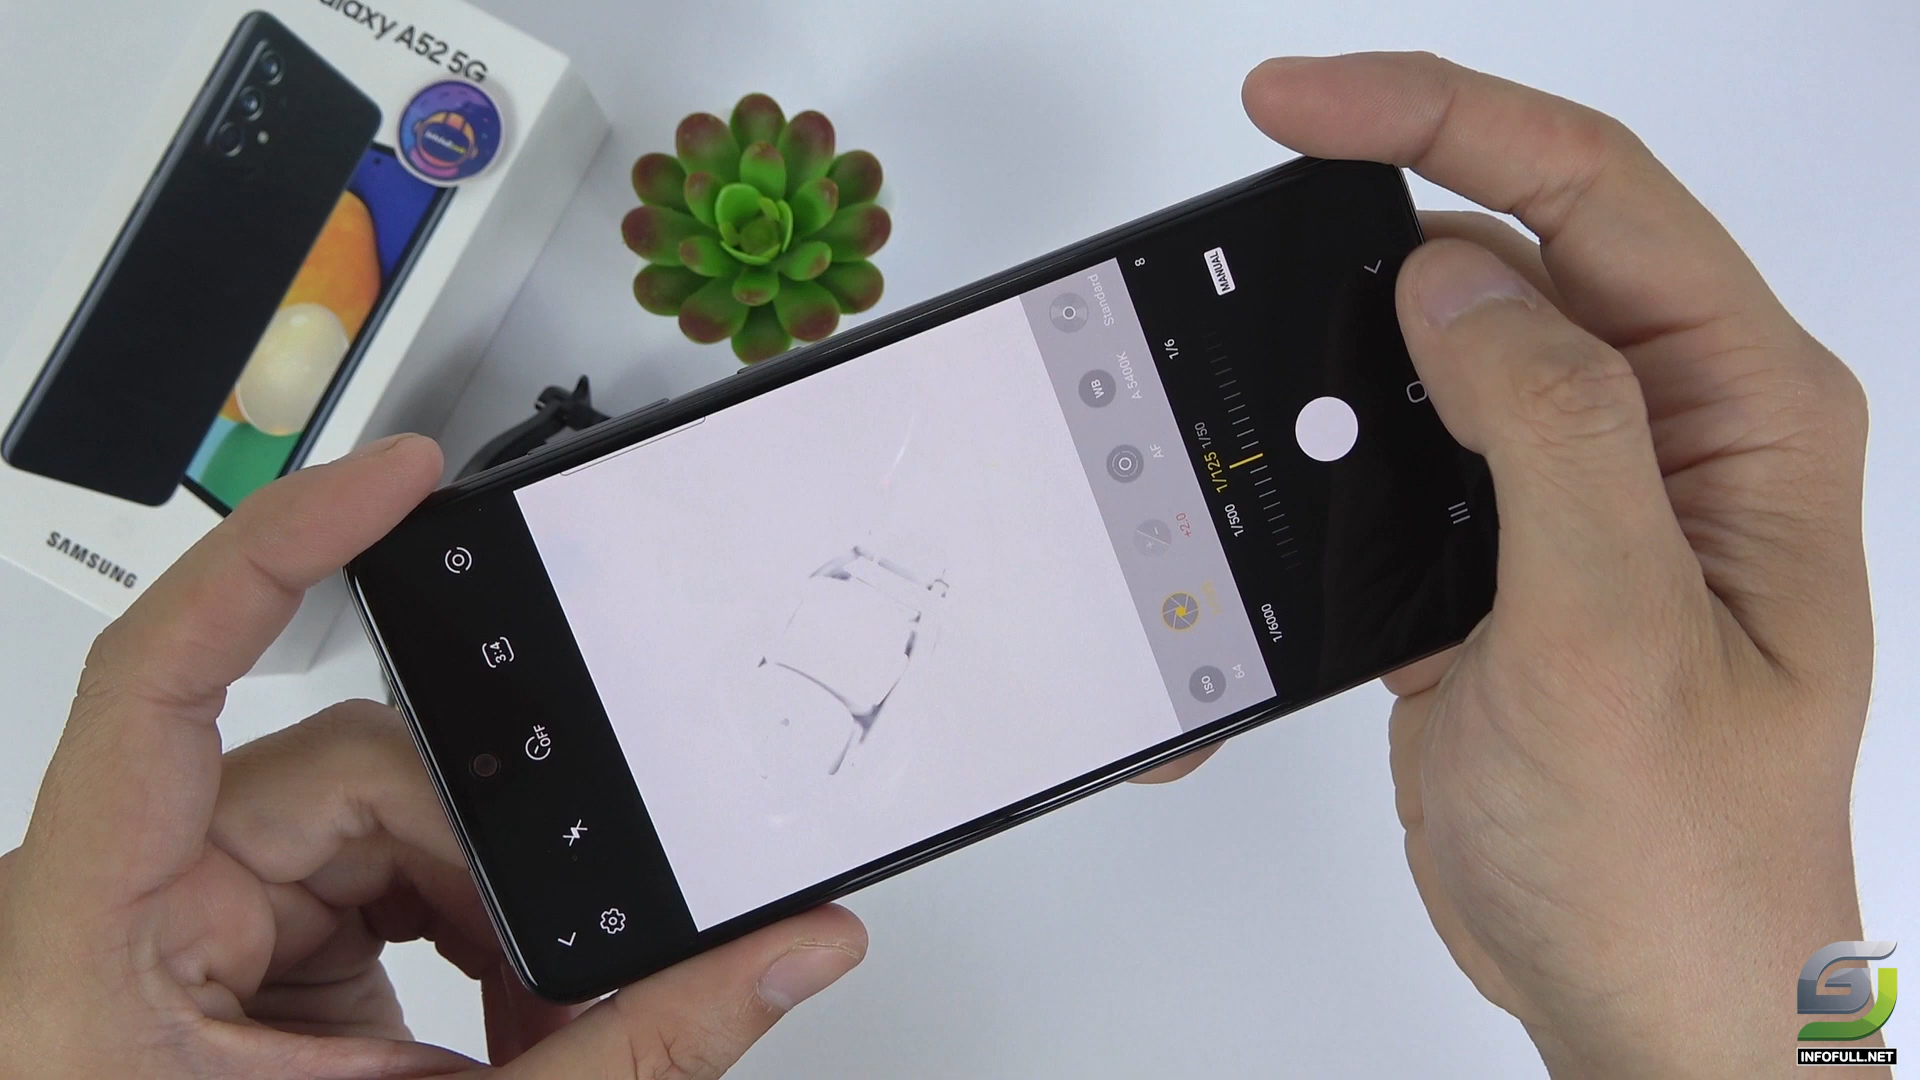 Galaxy A52 5G
SAMSUNG
3:4
OFF
Standard
WB
A 5400K
AF
+2.0
ISO
64
8
1/6
1/50
1/125
1/500
1/6000
MANUAL
INFOFULL.NET